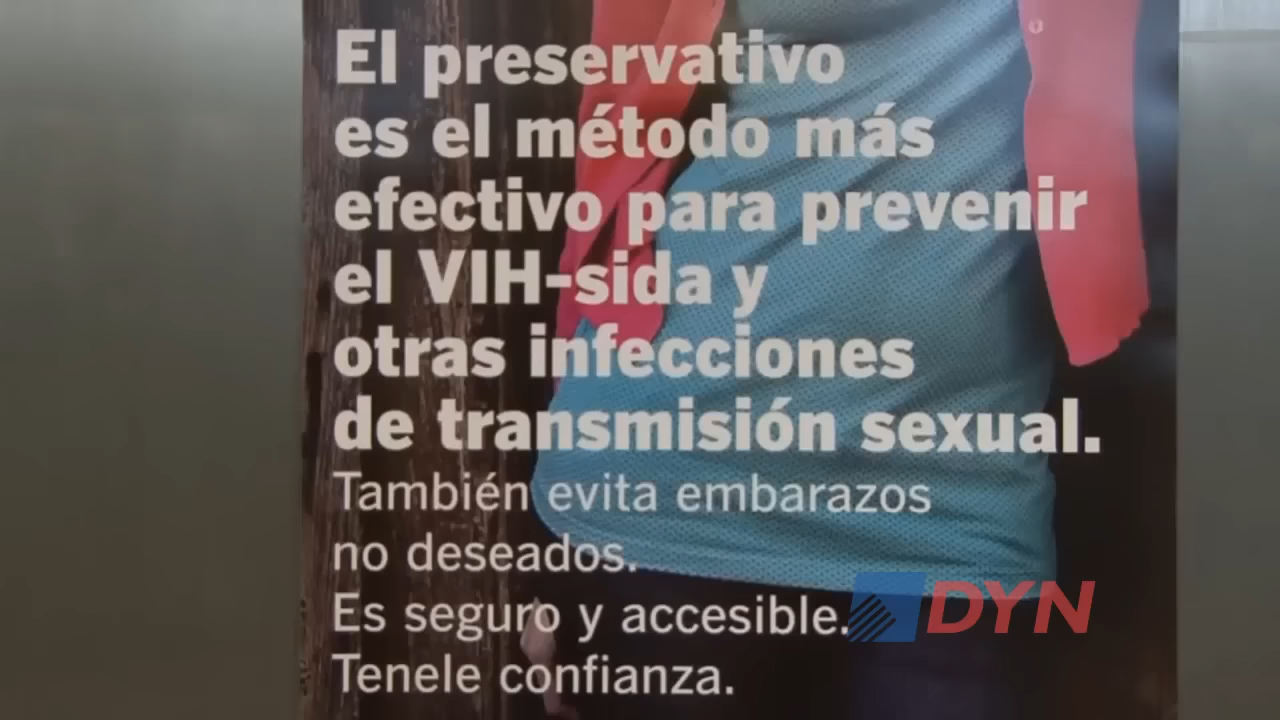 El preservativo
es el método más
efectivo para prevenir
el VIH-sida y
otras infecciones
de transmisión sexual.
También evita embarazos
no deseados.
Es seguro y accesible.
Tenele confianza.
DYN